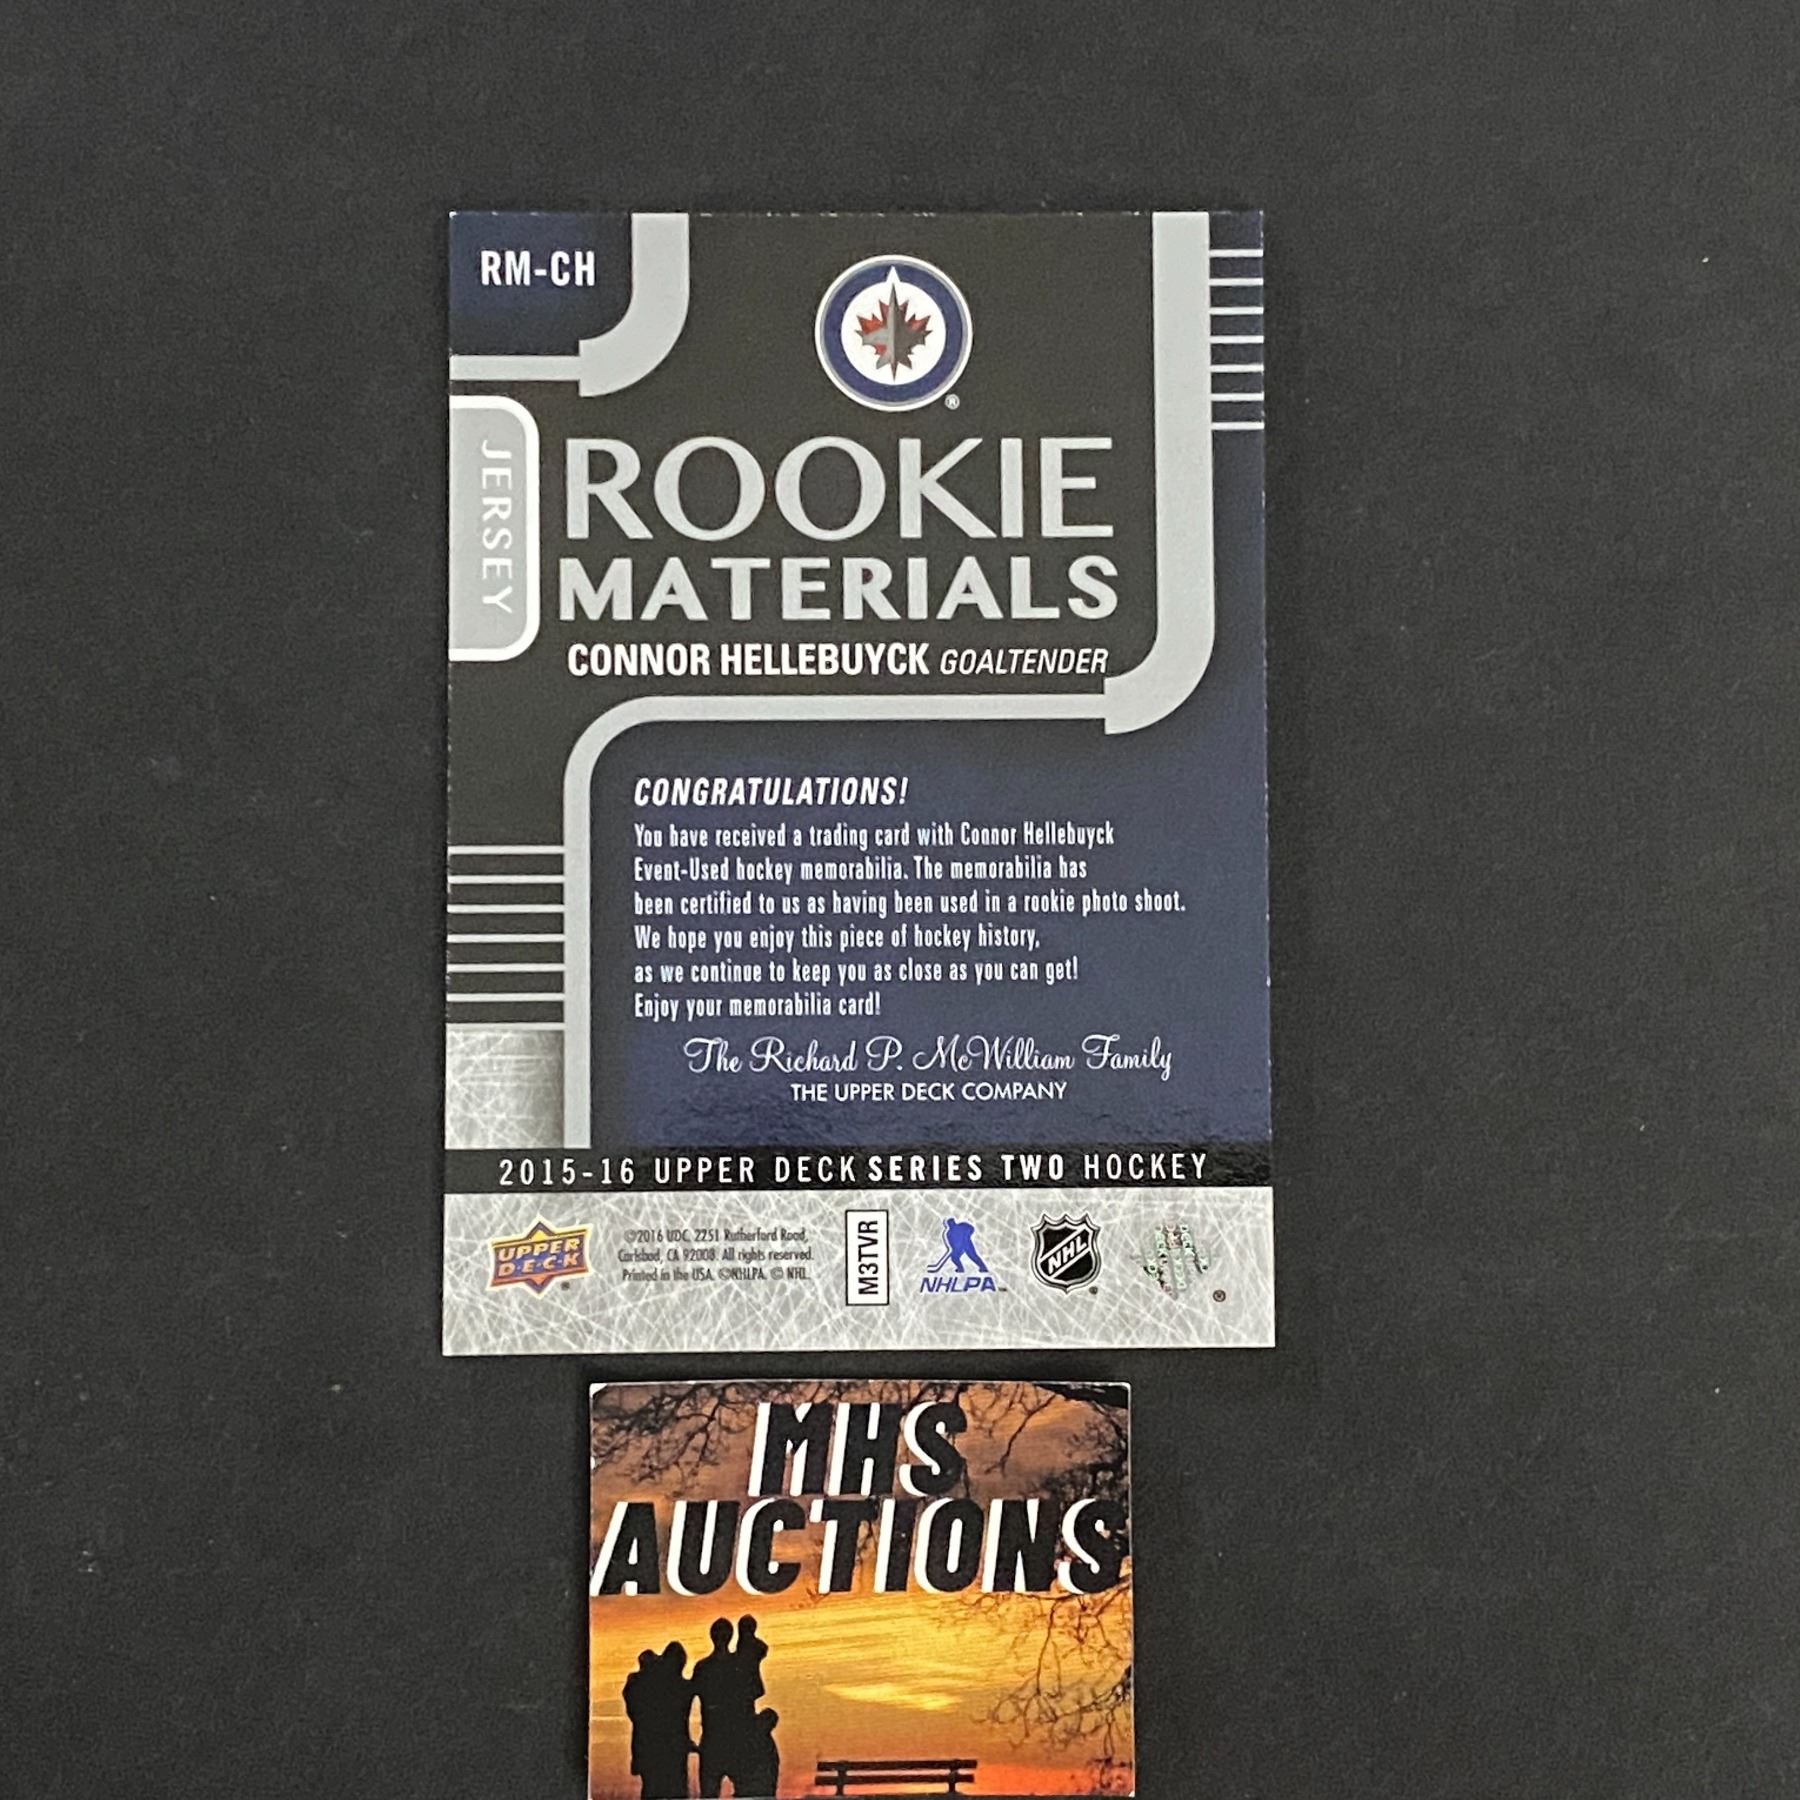 RM-CH
®
JERSEY
ROOKIE
MATERIALS
CONNOR HELLEBUYCK GOALTENDER
CONGRATULATIONS!
You have received a trading card with Connor Hellebuyck
Event-Used hockey memorabilia. The memorabilia has
been certified to us as having been used in a rookie photo shoot.
We hope you enjoy this piece of hockey history,
as we continue to keep you as close as you can get!
Enjoy your memorabilia card!
The Richard P. McWilliam Family
THE UPPER DECK COMPANY
2015-16 UPPER DECK SERIES TWO HOCKEY
UPPER
D·E·C·K
®
©2016 UDC, 2251 Rutherford Road,
Carlsbad, CA 92008. All rights reserved.
Printed in the USA. ©NHLPA. © NHL.
M3TVR
NHLPA™
NHL
®
®
MHS
AUCTIONS